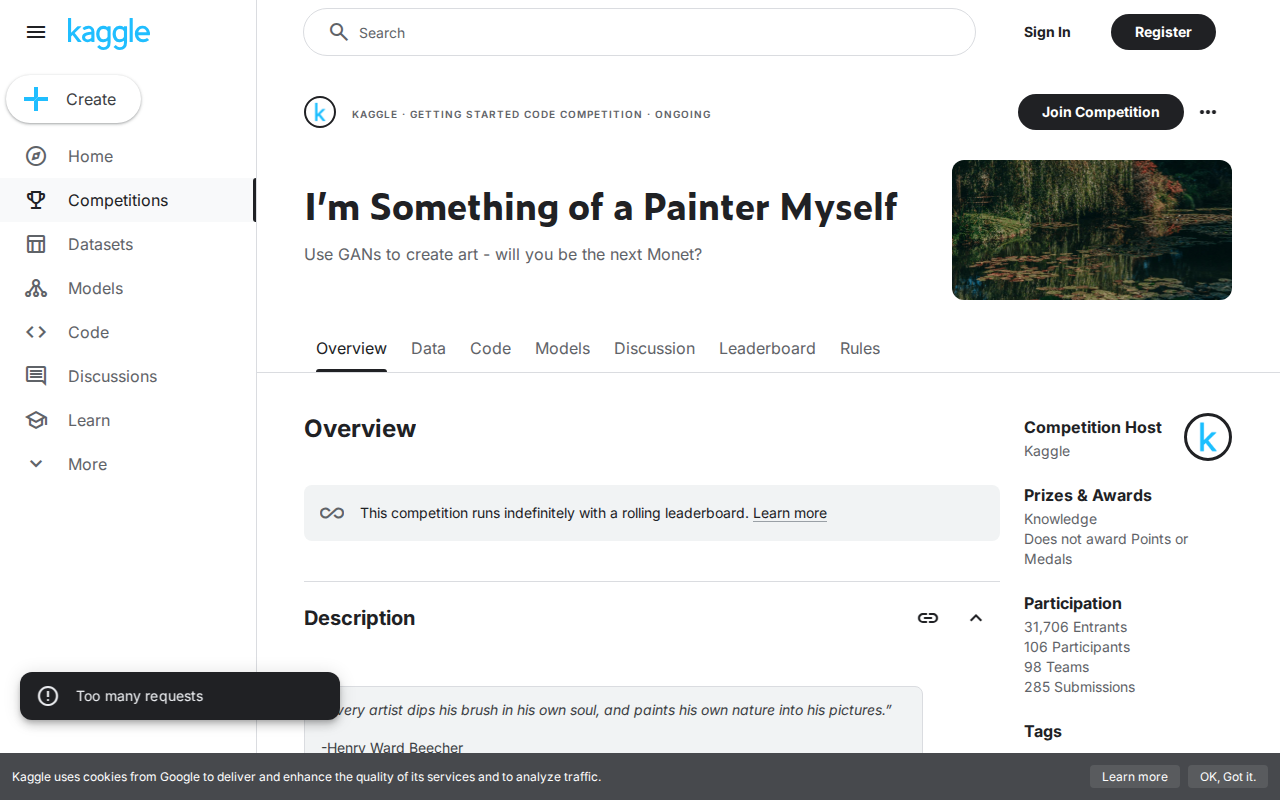 kaggle
Search
Sign In
Register
Create
Home
Competitions
Datasets
Models
Code
Discussions
Learn
More
KAGGLE · GETTING STARTED CODE COMPETITION · ONGOING
Join Competition
I’m Something of a Painter Myself
Use GANs to create art - will you be the next Monet?
Overview
Data
Code
Models
Discussion
Leaderboard
Rules
Overview
This competition runs indefinitely with a rolling leaderboard. Learn more
Description
very artist dips his brush in his own soul, and paints his own nature into his pictures.”
-Henry Ward Beecher
Competition Host
Kaggle
Prizes & Awards
Knowledge
Does not award Points or
Medals
Participation
31,706 Entrants
106 Participants
98 Teams
285 Submissions
Tags
Too many requests
Kaggle uses cookies from Google to deliver and enhance the quality of its services and to analyze traffic.
Learn more
OK, Got it.